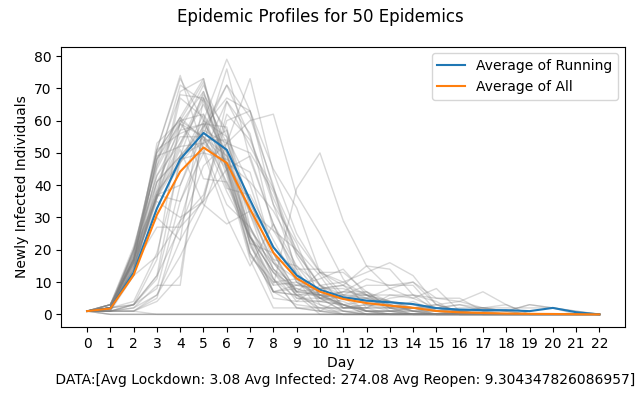 Epidemic Profiles for 50 Epidemics
80
70
60
50
40
30
20
10
0
Newly Infected Individuals
Average of Running
Average of All
0 1 2 3 4 5 6 7 8 9 10 11 12 13 14 15 16 17 18 19 20 21 22
Day
DATA:[Avg Lockdown: 3.08 Avg Infected: 274.08 Avg Reopen: 9.304347826086957]